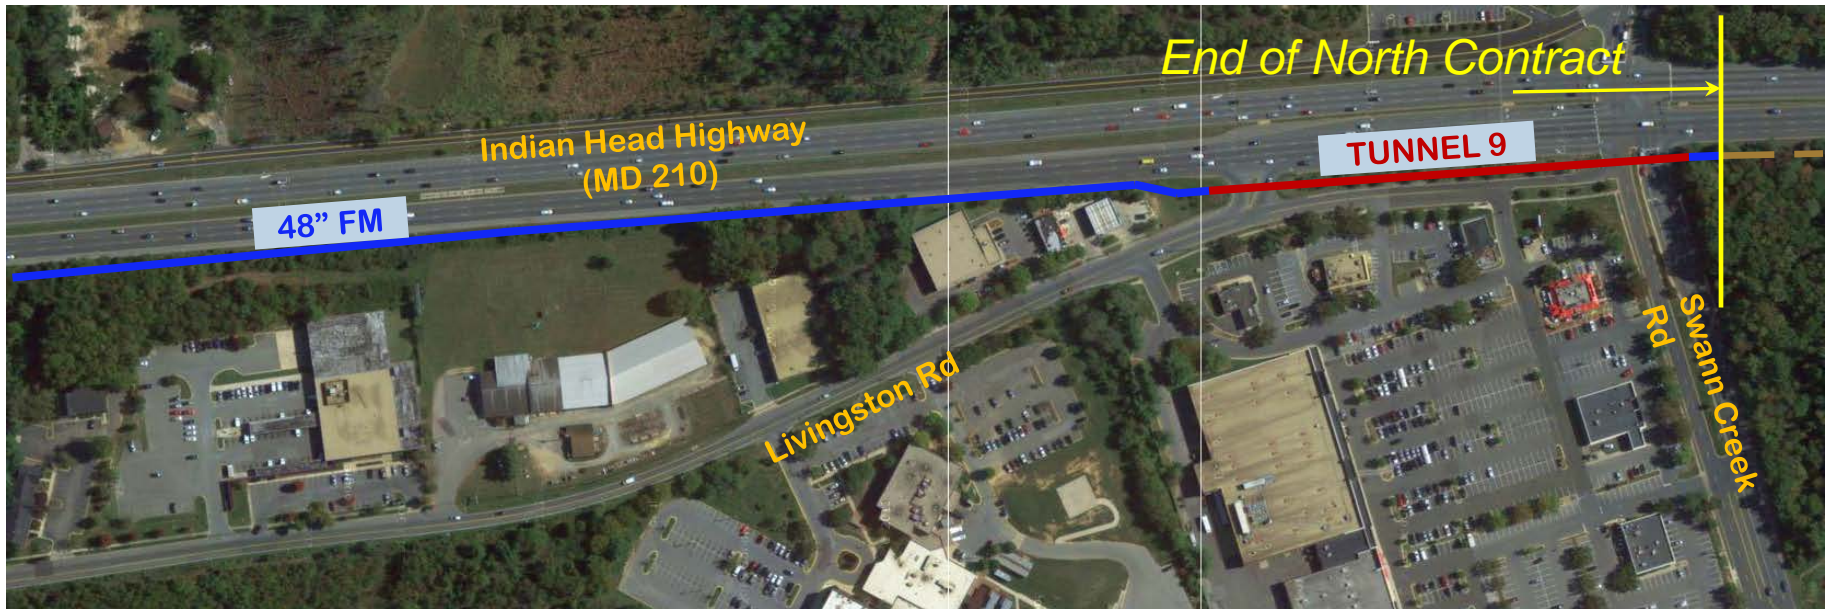 End of North Contract
Indian Head Highway
(MD 210)
TUNNEL 9
48” FM
Livingston Rd
Swann Creek
Rd